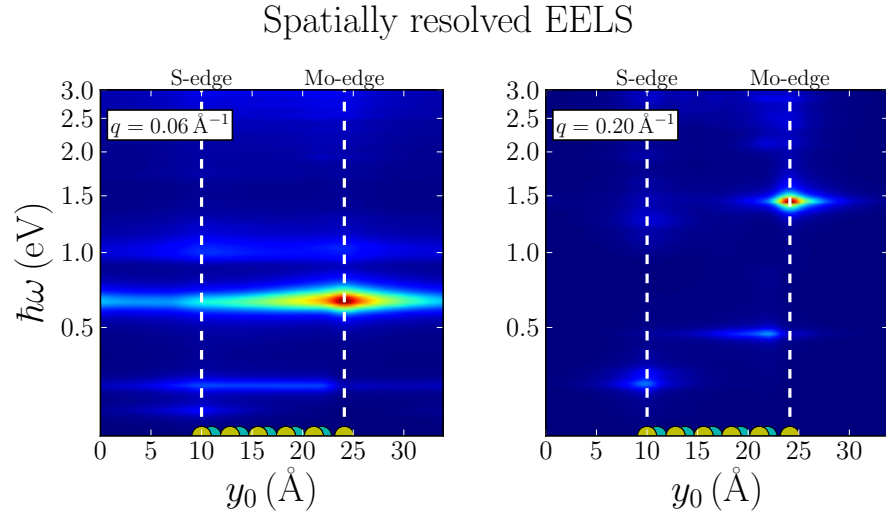 Spatially resolved EELS
S-edge
Mo-edge
q = 0.06 Å⁻¹
3.0
2.5
2.0
1.5
1.0
0.5
ħω (eV)
0
5
10
15
20
25
30
y₀ (Å)
S-edge
Mo-edge
q = 0.20 Å⁻¹
3.0
2.5
2.0
1.5
1.0
0.5
0
5
10
15
20
25
30
y₀ (Å)